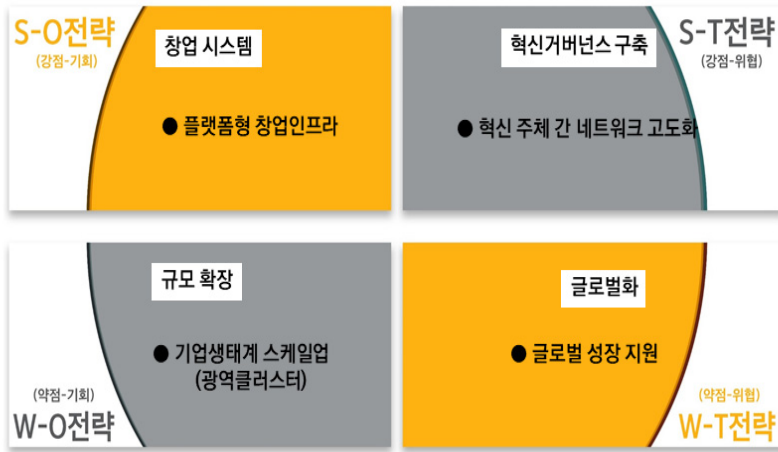 S-O전략
(강점-기회)
창업 시스템
● 플랫폼형 창업인프라
혁신거버넌스 구축
S-T전략
(강점-위협)
● 혁신 주체 간 네트워크 고도화
규모 확장
● 기업생태계 스케일업
(광역클러스터)
(약점-기회)
W-O전략
글로벌화
● 글로벌 성장 지원
(약점-위협)
W-T전략